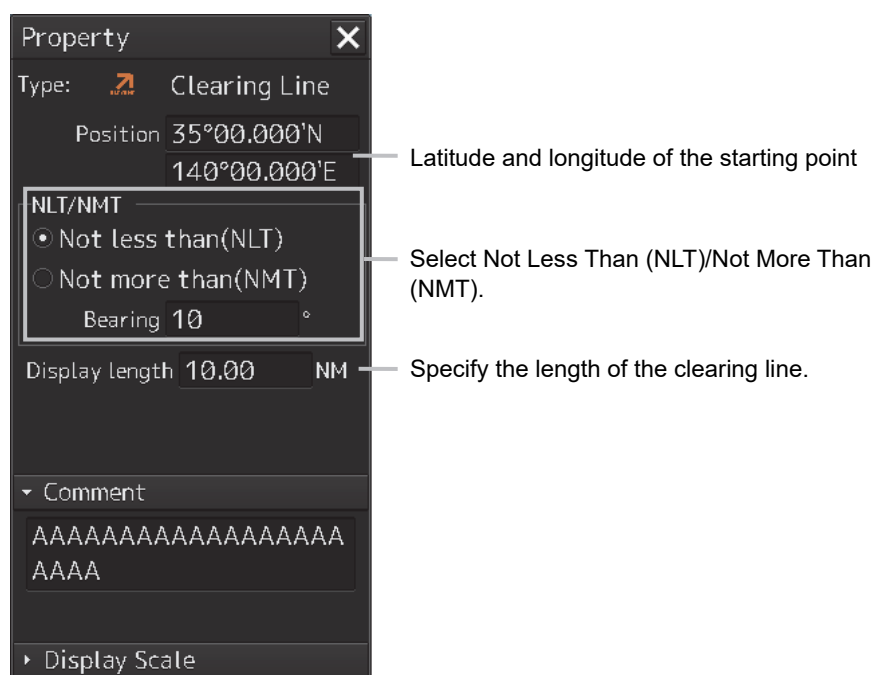 Property
Type: Clearing Line
Position 35°00.000'N
140°00.000'E
Latitude and longitude of the starting point
NLT/NMT
Not less than(NLT)
Not more than(NMT)
Bearing 10 °
Select Not Less Than (NLT)/Not More Than
(NMT).
Display length 10.00 NM
Specify the length of the clearing line.
Comment
AAAAAAAAAAAAAAAAAA
AAAA
Display Scale